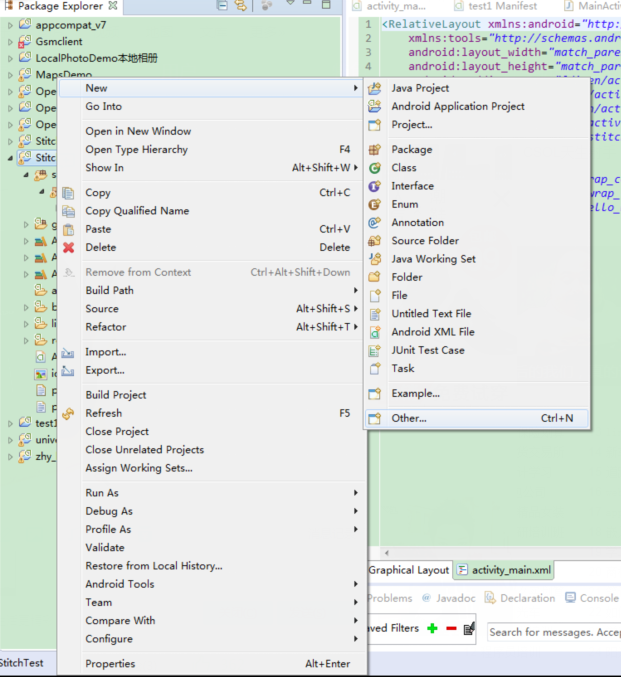 Package Explorer
activity_ma...
test1 Manifest
appcompat_v7
Gsmclient
LocalPhotoDemo本地相册
MapsDemo
1 <RelativeLayout xmlns:android="http:
2 xmlns:tools="http://schemas.andr
3 android:layout_width="match_pare
4 android:layout_height="match_par
New
Go Into
Open in New Window
Open Type Hierarchy F4
Show In Alt+Shift+W
Copy Ctrl+C
Copy Qualified Name
Paste Ctrl+V
Delete Delete
Remove from Context Ctrl+Alt+Shift+Down
Build Path
Source Alt+Shift+S
Refactor Alt+Shift+T
Import...
Export...
Build Project
Refresh F5
Close Project
Close Unrelated Projects
Assign Working Sets...
Run As
Debug As
Profile As
Validate
Restore from Local History...
Android Tools
Team
Compare With
Configure
Properties Alt+Enter
Java Project
Android Application Project
Project...
Package
Class
Interface
Enum
Annotation
Source Folder
Java Working Set
Folder
File
Untitled Text File
Android XML File
JUnit Test Case
Task
Example...
Other... Ctrl+N
test1
zhy_
Graphical Layout activity_main.xml
Problems @ Javadoc Declaration Console
aved Filters
Search for messages. Accep
StitchTest